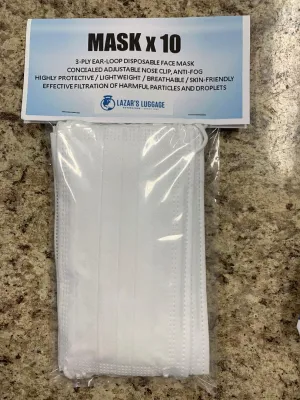 MASK x 10
3-PLY EAR-LOOP DISPOSABLE FACE MASK
CONCEALED ADJUSTABLE NOSE CLIP, ANTI-FOG
HIGHLY PROTECTIVE / LIGHTWEIGHT / BREATHABLE / SKIN-FRIENDLY
EFFECTIVE FILTRATION OF HARMFUL PARTICLES AND DROPLETS
LAZAR'S LUGGAGE